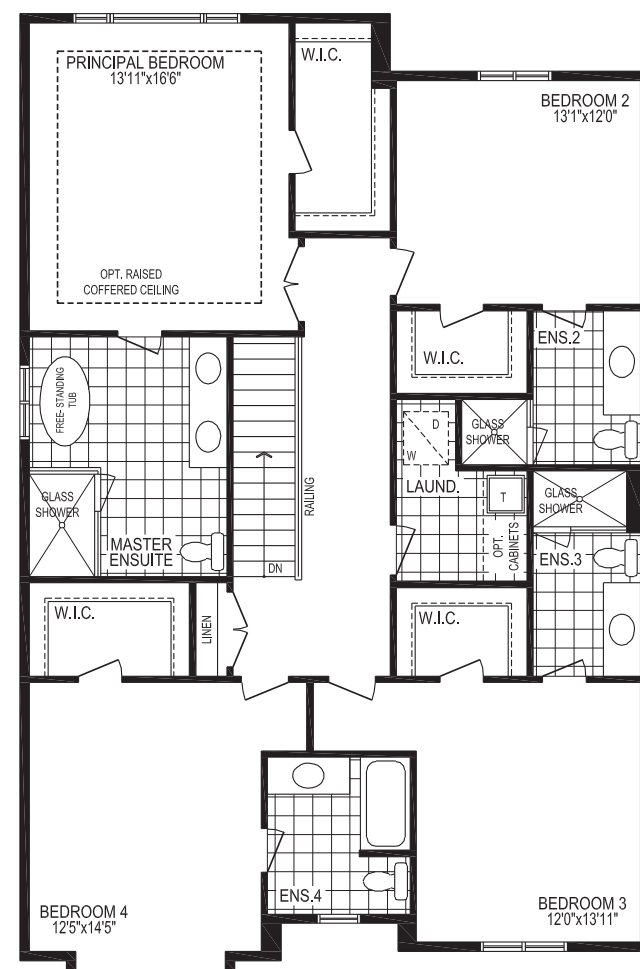 PRINCIPAL BEDROOM
13'11"x16'6"
W.I.C.
BEDROOM 2
13'1"x12'0"
OPT. RAISED
COFFERED CEILING
W.I.C.
ENS.2
FREE-STANDING
TUB
GLASS
SHOWER
D
W
LAUND.
GLASS
SHOWER
T
OPT.
CABINETS
GLASS
SHOWER
RAILING
MASTER
ENSUITE
ENS.3
DN
W.I.C.
LINEN
W.I.C.
ENS.4
BEDROOM 4
12'5"x14'5"
BEDROOM 3
12'0"x13'11"